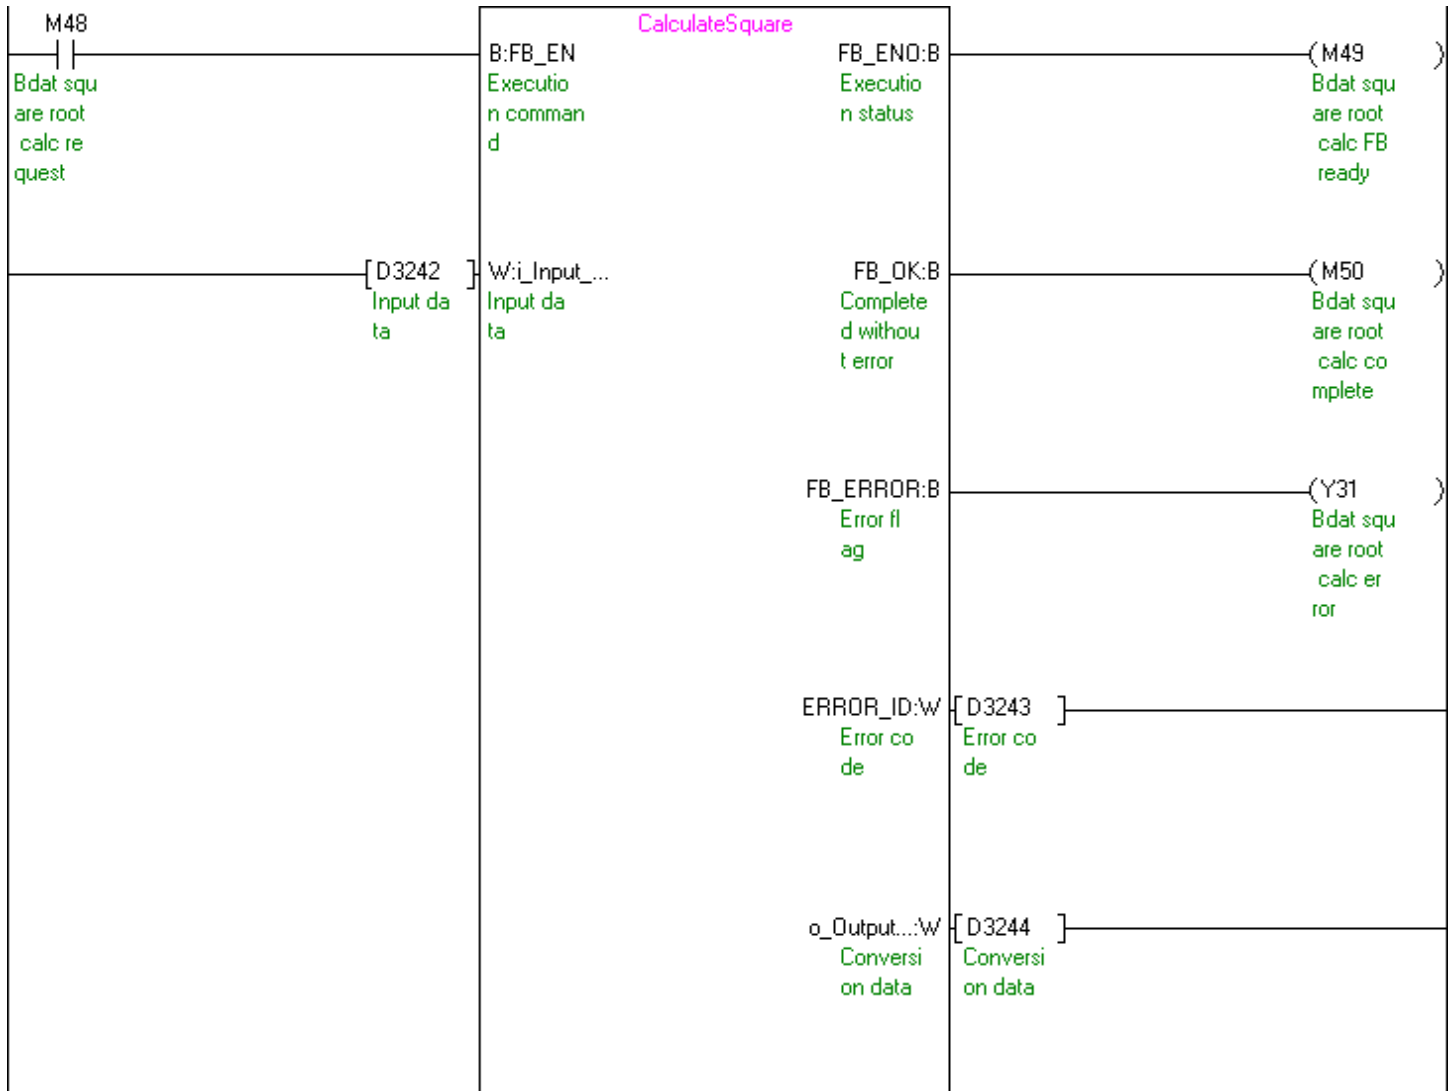 M48
CalculateSquare
B:FB_EN
FB_ENO:B
(M49 )
Bdat squ
are root
calc re
quest
Executio
n comman
d
Executio
n status
Bdat squ
are root
calc FB
ready
[D3242 ]
W:i_Input_...
FB_OK:B
(M50 )
Input da
ta
Input da
ta
Complete
d withou
t error
Bdat squ
are root
calc co
mplete
FB_ERROR:B
(Y31 )
Error fl
ag
Bdat squ
are root
calc er
ror
ERROR_ID:W
[D3243 ]
Error co
de
Error co
de
o_Output...:W
[D3244 ]
Conversi
on data
Conversi
on data